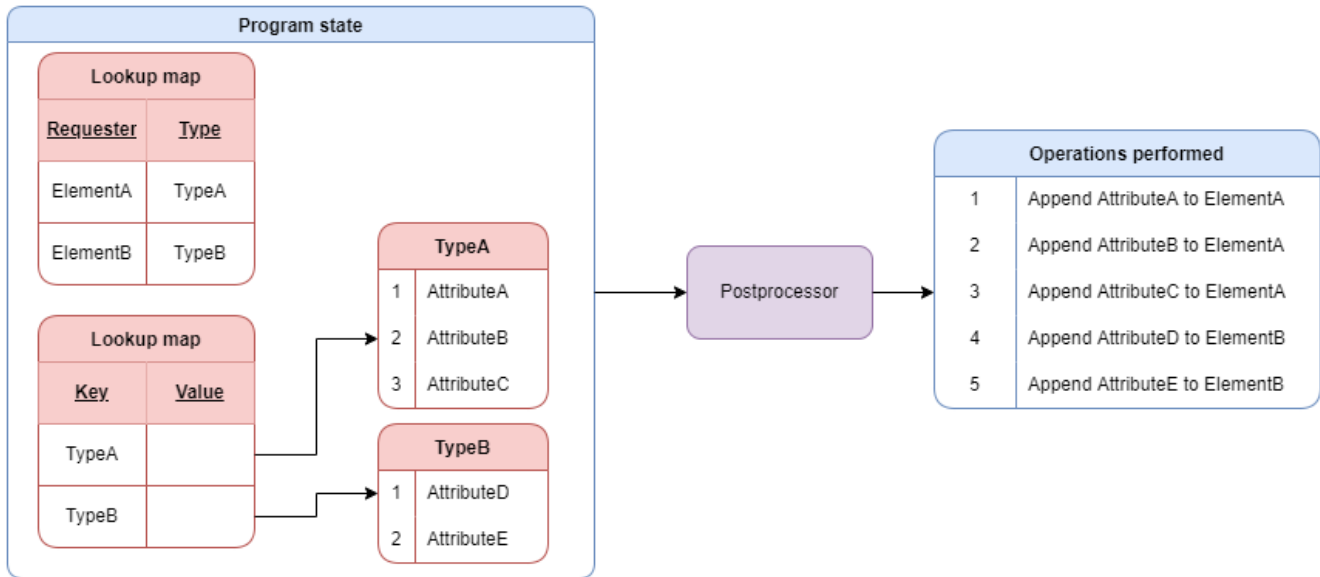 Program state
Lookup map
Requester Type
ElementA TypeA
ElementB TypeB
Lookup map
Key Value
TypeA
TypeB
TypeA
1 AttributeA
2 AttributeB
3 AttributeC
TypeB
1 AttributeD
2 AttributeE
Postprocessor
Operations performed
1 Append AttributeA to ElementA
2 Append AttributeB to ElementA
3 Append AttributeC to ElementA
4 Append AttributeD to ElementB
5 Append AttributeE to ElementB